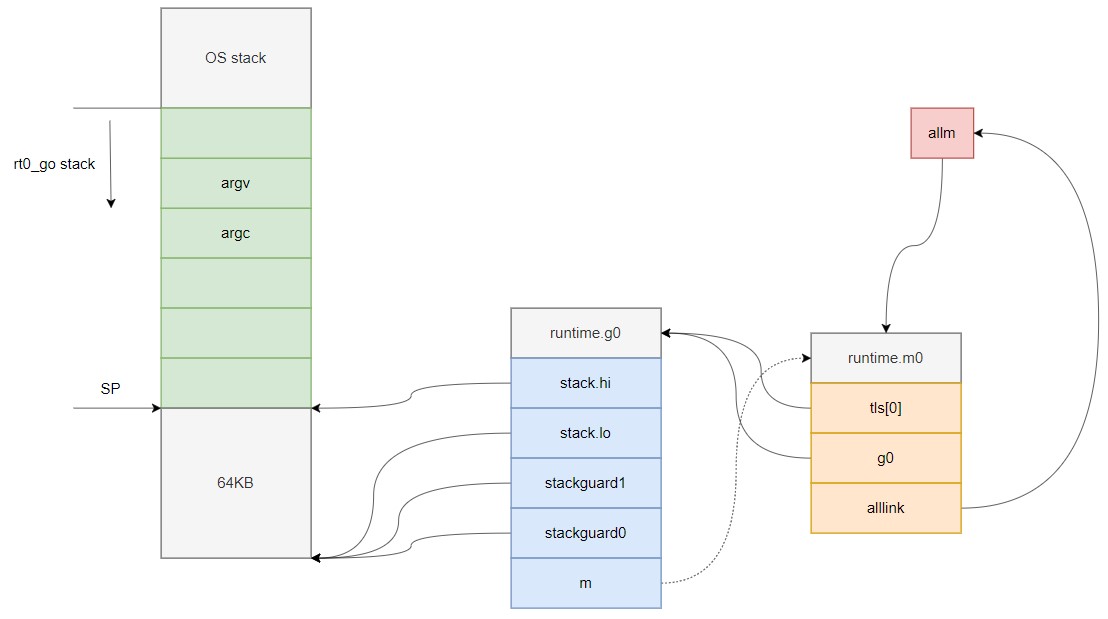 OS stack
rt0_go stack
argv
argc
SP
64KB
runtime.g0
stack.hi
stack.lo
stackguard1
stackguard0
m
allm
runtime.m0
tls[0]
g0
alllink